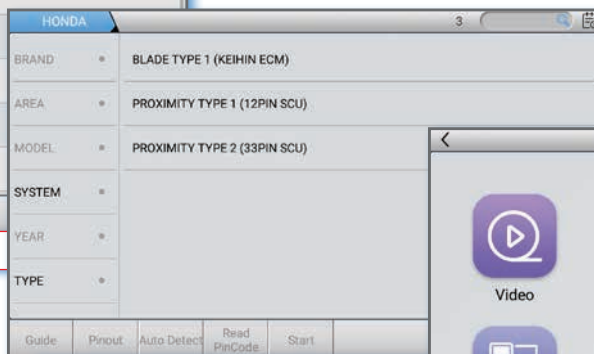 HONDA
3
BRAND
BLADE TYPE 1 (KEIHIN ECM)
AREA
PROXIMITY TYPE 1 (12PIN SCU)
MODEL
PROXIMITY TYPE 2 (33PIN SCU)
SYSTEM
YEAR
TYPE
Guide
Pinout
Auto Detect
Read
PinCode
Start
Video